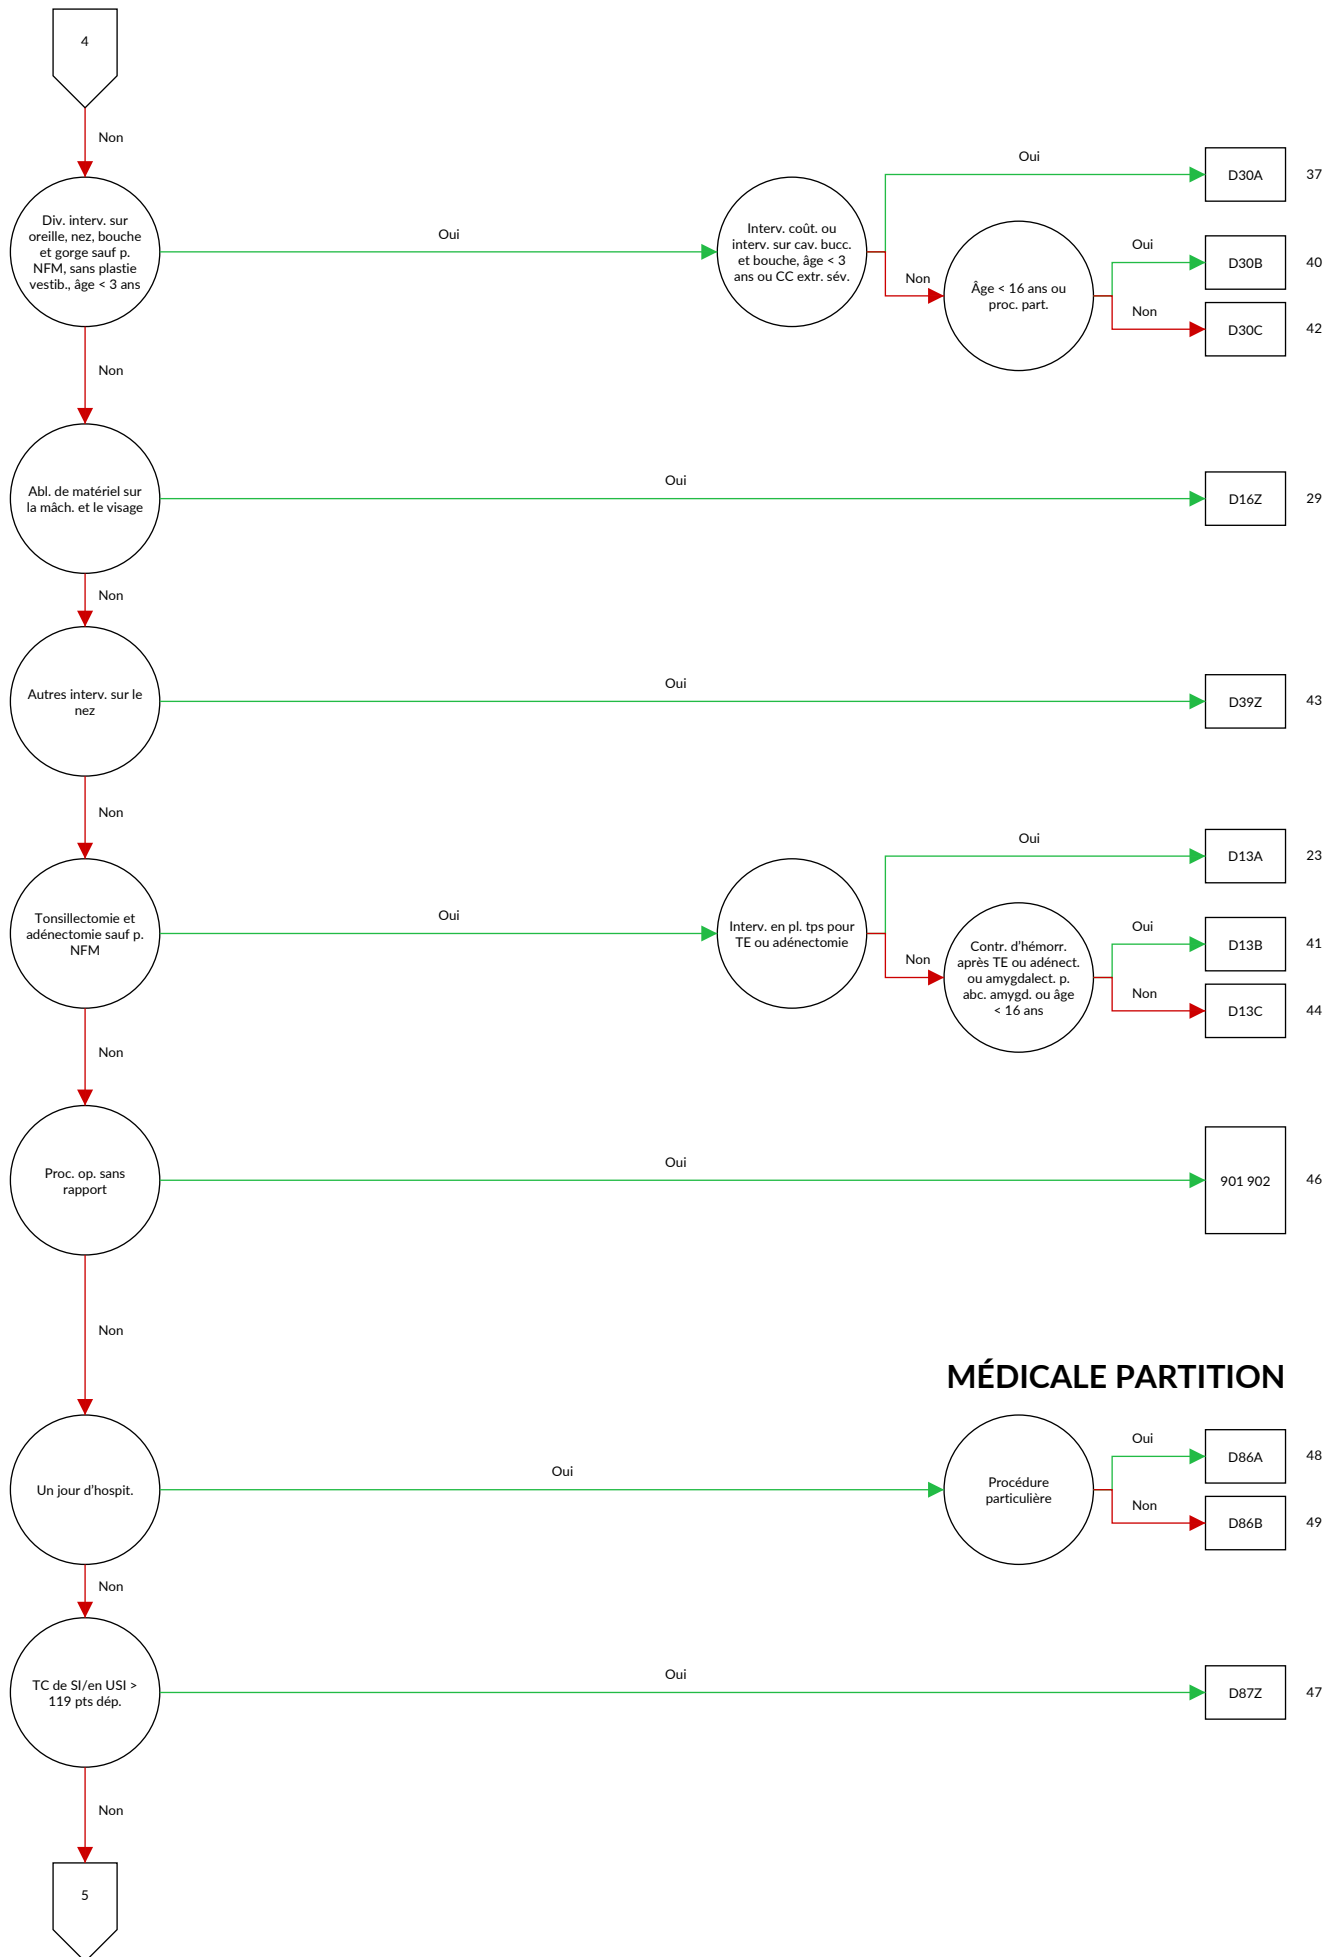 4
Non
Div. interv. sur
oreille, nez, bouche
et gorge sauf p.
NFM, sans plastie
vestib., âge < 3 ans
Oui
Interv. coût. ou
interv. sur cav. bucc.
et bouche, âge < 3
ans ou CC extr. sév.
Oui
D30A
37
Non
Âge < 16 ans ou
proc. part.
Oui
D30B
40
Non
D30C
42
Non
Abl. de matériel sur
la mâch. et le visage
Oui
D16Z
29
Non
Autres interv. sur le
nez
Oui
D39Z
43
Non
Tonsillectomie et
adénectomie sauf p.
NFM
Oui
Interv. en pl. tps pour
TE ou adénectomie
Oui
D13A
23
Non
Contr. d'hémorr.
après TE ou adénect.
ou amygdalect. p.
abc. amygd. ou âge
< 16 ans
Oui
D13B
41
Non
D13C
44
Non
Proc. op. sans
rapport
Oui
901 902
46
Non
MÉDICALE PARTITION
Un jour d'hospit.
Oui
Procédure
particulière
Oui
D86A
48
Non
D86B
49
Non
TC de SI/en USI >
119 pts dép.
Oui
D87Z
47
Non
5